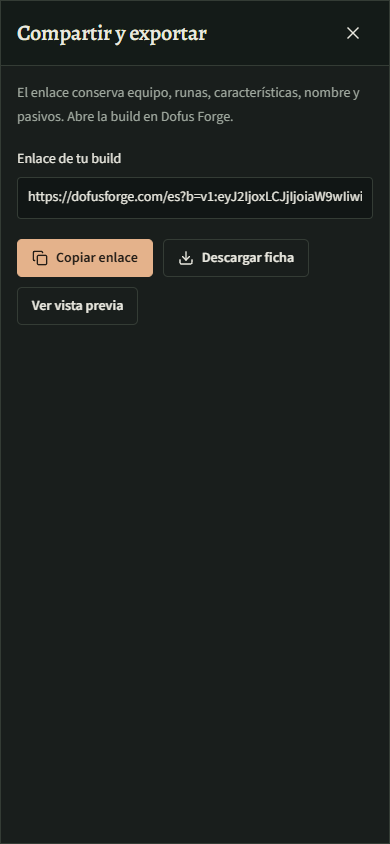 Compartir y exportar
El enlace conserva equipo, runas, características, nombre y
pasivos. Abre la build en Dofus Forge.
Enlace de tu build
https://dofusforge.com/es?b=v1:eyJ2IjoxLCJjIjoiaW9wIiwi
Copiar enlace
Descargar ficha
Ver vista previa